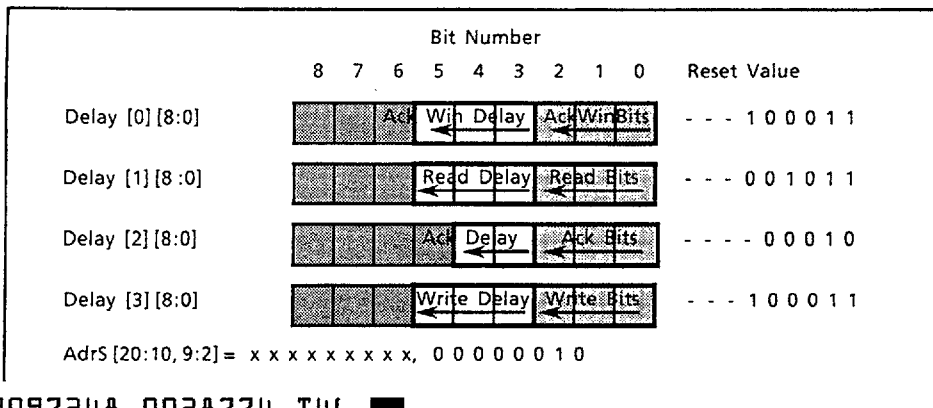 Bit Number
8 7 6 5 4 3 2 1 0 Reset Value
Delay [0] [8:0] Ack Win Delay AckWinBits - - - 1 0 0 0 1 1
Delay [1] [8 :0] Read Delay Read Bits - - - 0 0 1 0 1 1
Delay [2] [8:0] Ack Delay Ack Bits - - - - 0 0 0 1 0
Delay [3] [8:0] Write Delay Write Bits - - - 1 0 0 0 1 1
AdrS [20:10, 9:2] = x x x x x x x x x, 0 0 0 0 0 0 1 0